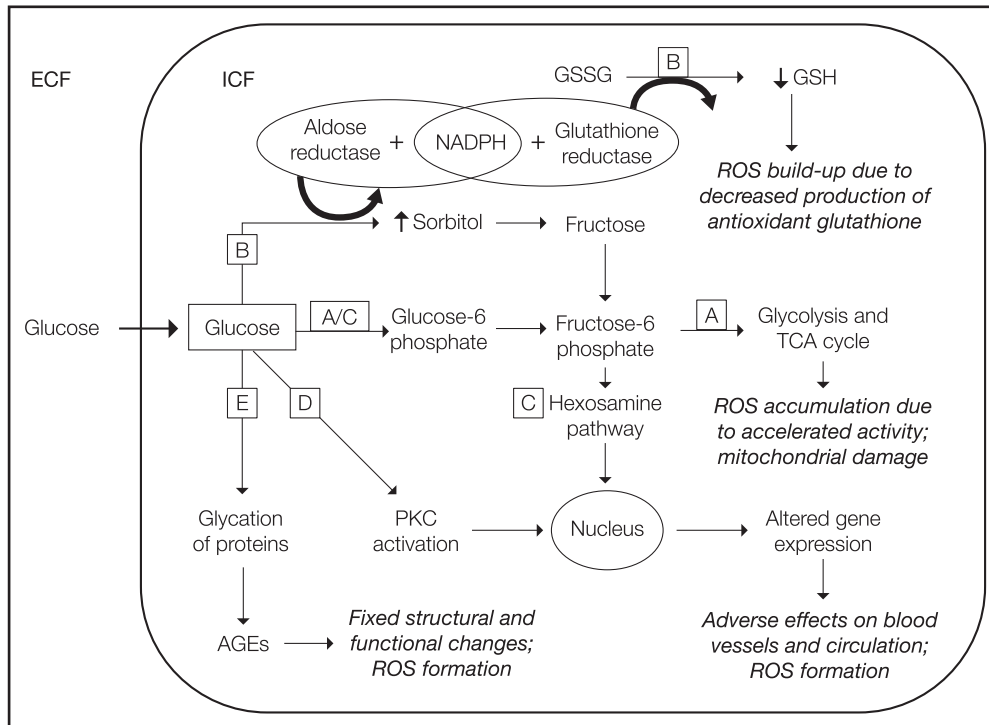 ECF
ICF
GSSG
B
↓ GSH
Aldose
reductase
+
NADPH
+
Glutathione
reductase
ROS build-up due to
decreased production of
antioxidant glutathione
↑ Sorbitol
Fructose
B
Glucose
Glucose
A/C
Glucose-6
phosphate
Fructose-6
phosphate
A
Glycolysis and
TCA cycle
E
D
C
Hexosamine
pathway
ROS accumulation due
to accelerated activity;
mitochondrial damage
Glycation
of proteins
PKC
activation
Nucleus
Altered gene
expression
AGEs
Fixed structural and
functional changes;
ROS formation
Adverse effects on blood
vessels and circulation;
ROS formation